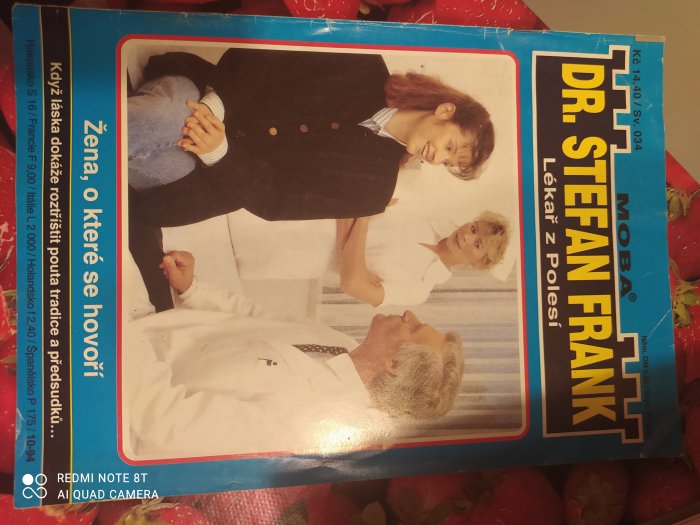 Kč 14,40 / Sv. 034
MOBA®
DR. STEFAN FRANK
Lékař z Polesí
Žena, o které se hovoří
Když láska dokáže roztříštit pouta tradice a předsudků...
Rakousko S 16 / Francie F 9,00 / Itálie L 2 000 / Holandsko f 2,40 / Španělsko P 175 / 10-94
REDMI NOTE 8T
AI QUAD CAMERA